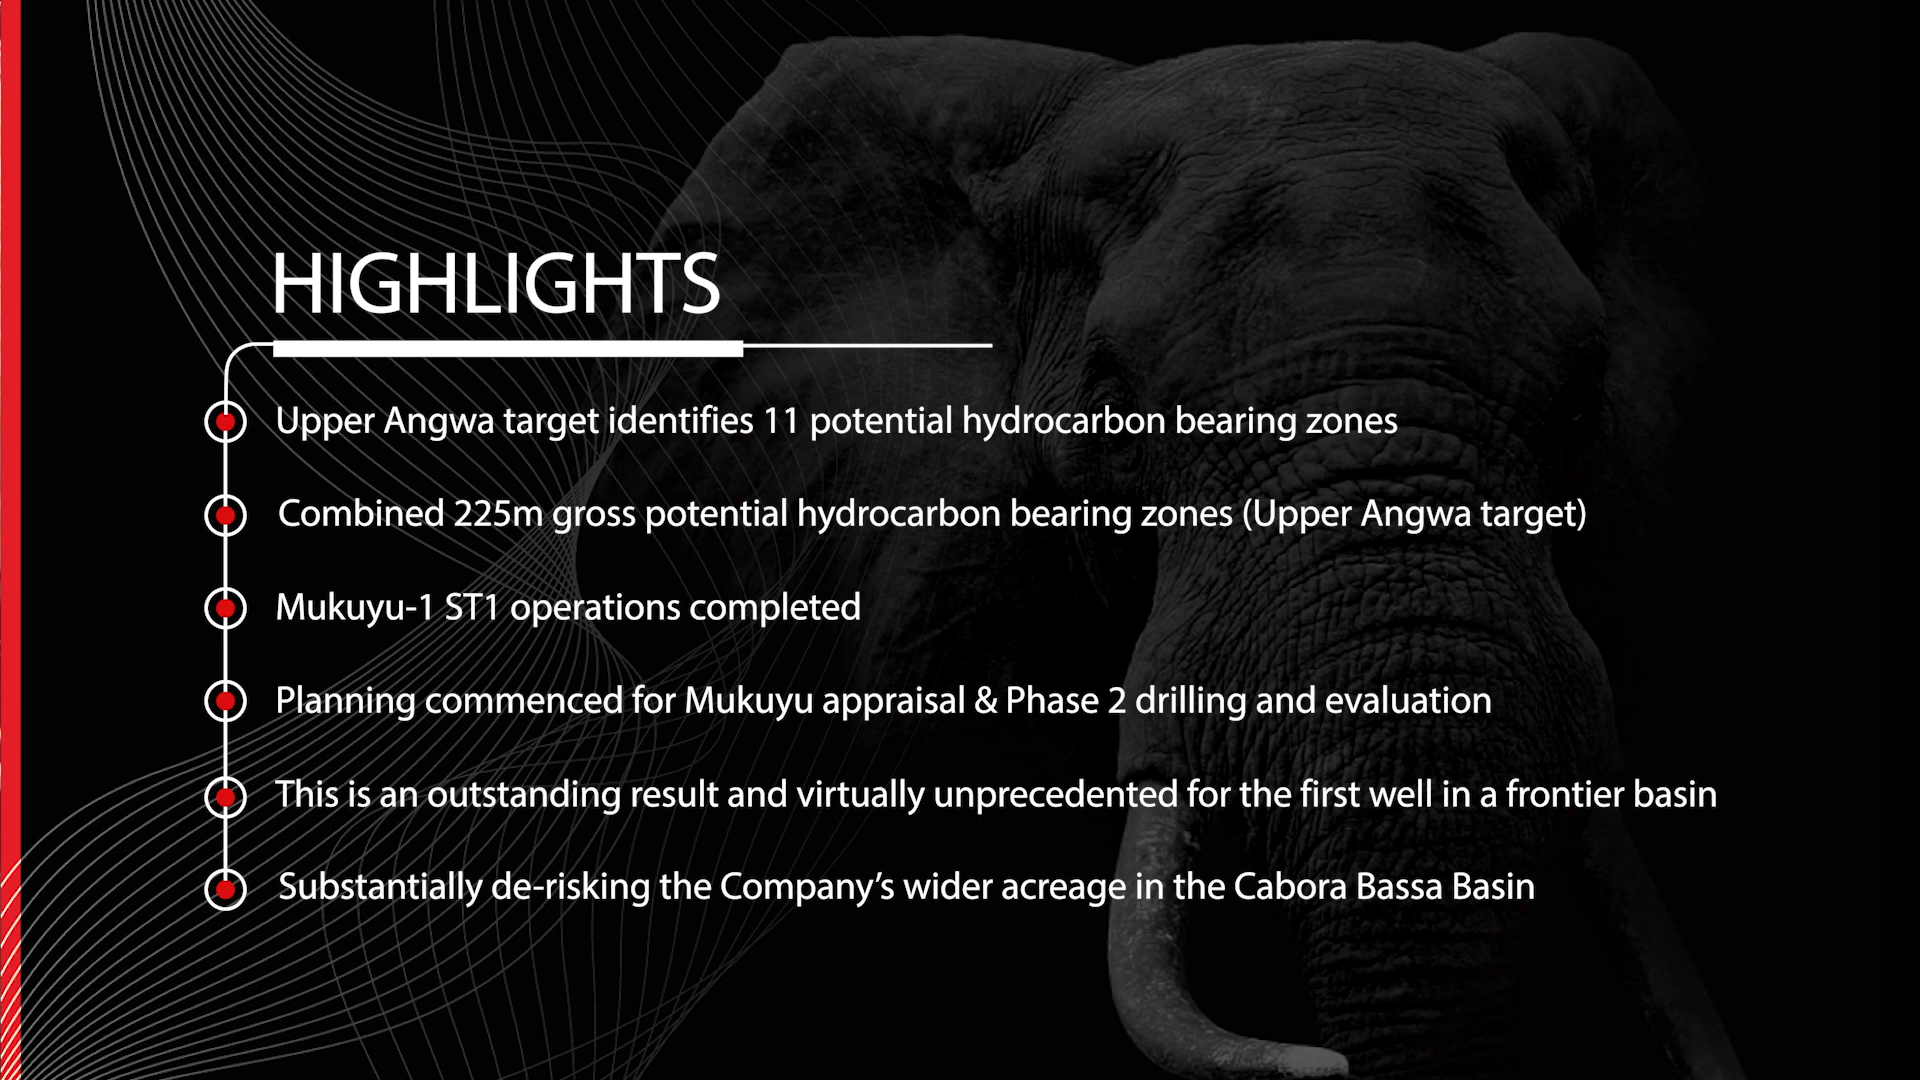 HIGHLIGHTS
Upper Angwa target identifies 11 potential hydrocarbon bearing zones
Combined 225m gross potential hydrocarbon bearing zones (Upper Angwa target)
Mukuyu-1 ST1 operations completed
Planning commenced for Mukuyu appraisal & Phase 2 drilling and evaluation
This is an outstanding result and virtually unprecedented for the first well in a frontier basin
Substantially de-risking the Company’s wider acreage in the Cabora Bassa Basin